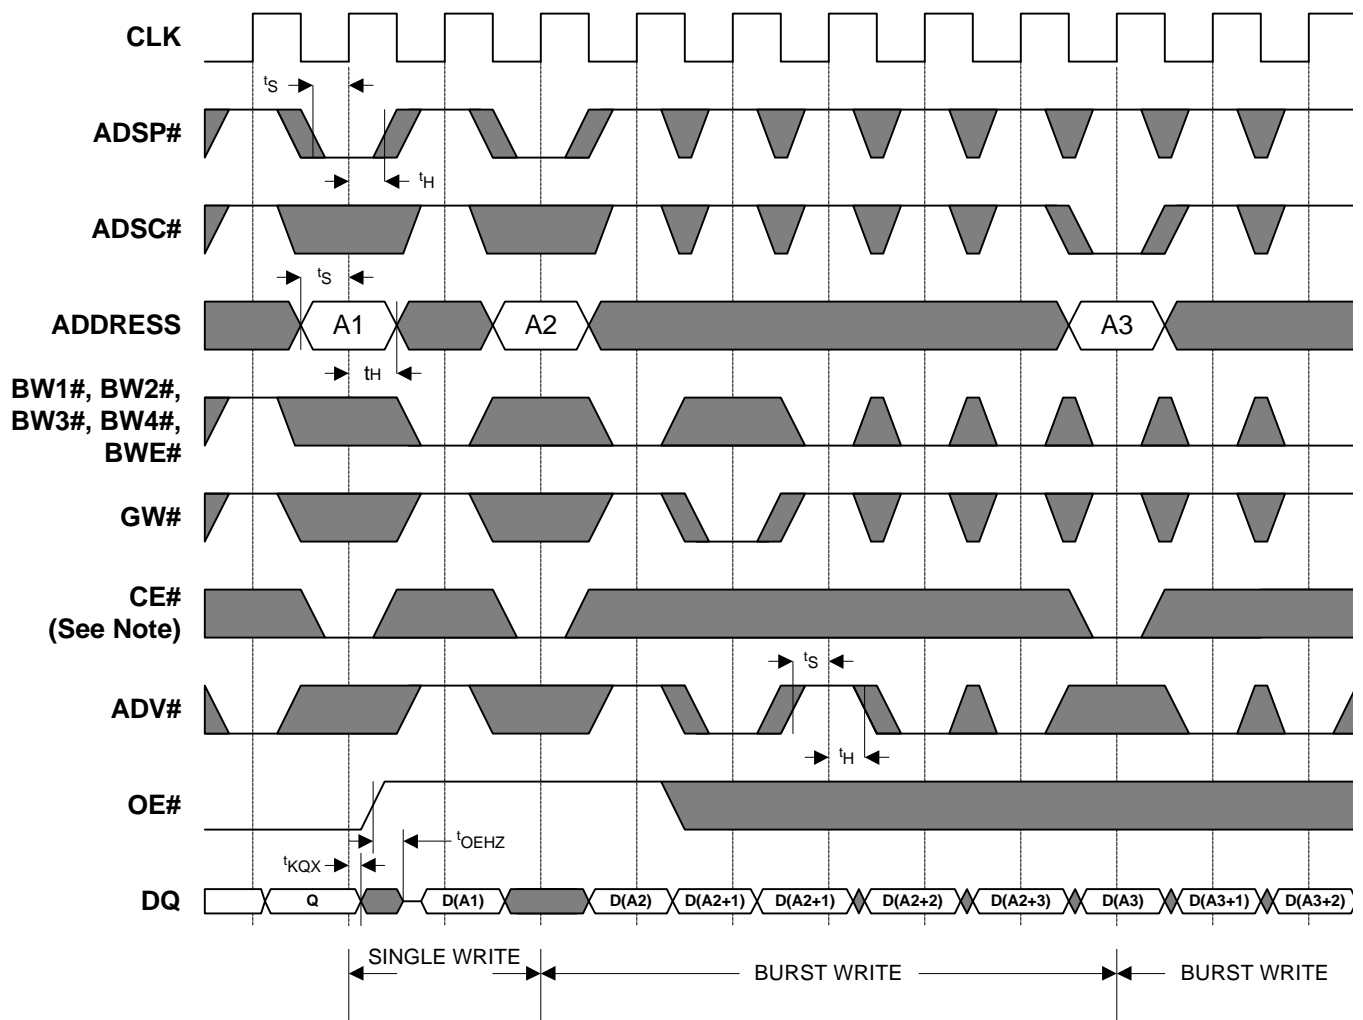 CLK
tS
ADSP#
tH
ADSC#
tS
ADDRESS
A1
A2
A3
tH
BW1#, BW2#,
BW3#, BW4#,
BWE#
GW#
CE#
(See Note)
tS
ADV#
tH
OE#
tOEHZ
tKQX
DQ
Q
D(A1)
D(A2)
D(A2+1)
D(A2+1)
D(A2+2)
D(A2+3)
D(A3)
D(A3+1)
D(A3+2)
SINGLE WRITE
BURST WRITE
BURST WRITE